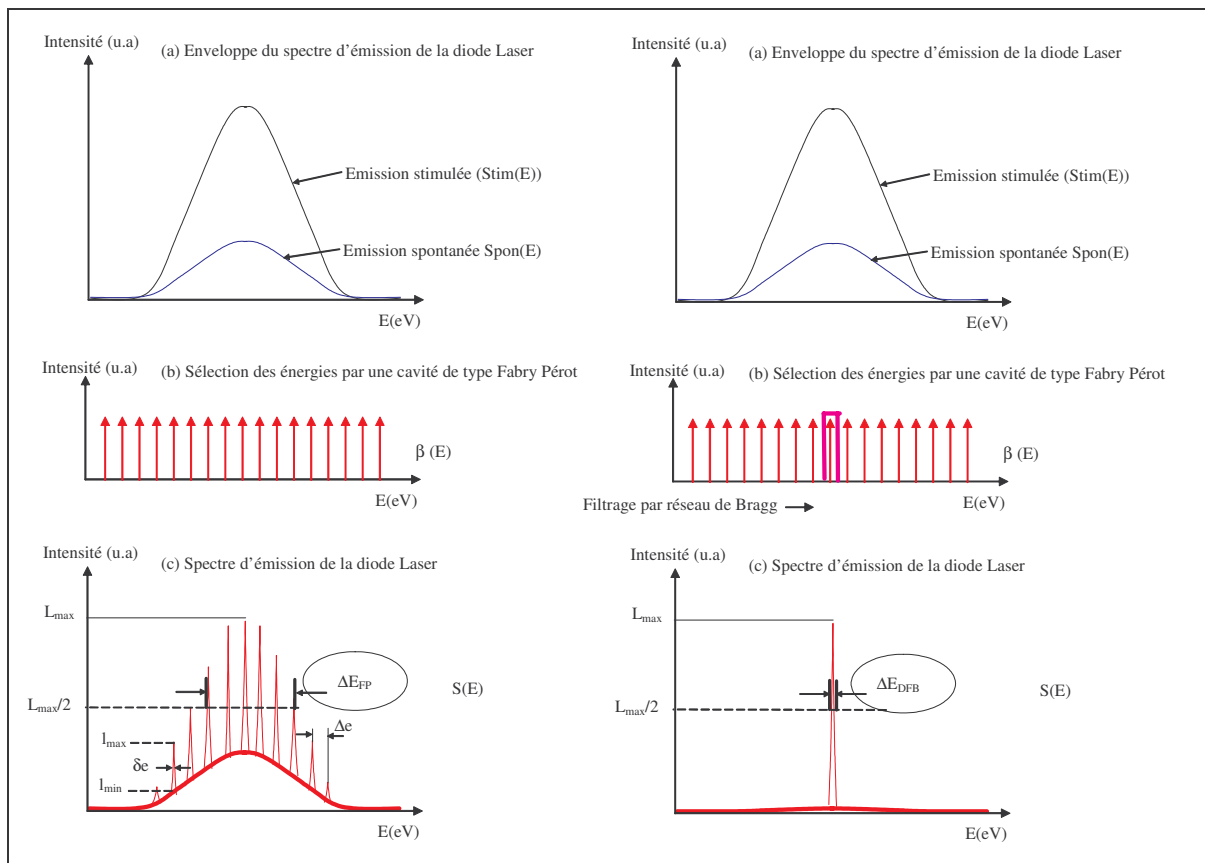 Intensité (u.a)
(a) Enveloppe du spectre d'émission de la diode Laser
Emission stimulée (Stim(E))
Emission spontanée Spon(E)
E(eV)
Intensité (u.a)
(b) Sélection des énergies par une cavité de type Fabry Pérot
β (E)
E(eV)
Intensité (u.a)
(c) Spectre d'émission de la diode Laser
Lmax
ΔEFP
S(E)
Lmax/2
lmax
Δe
δe
lmin
E(eV)
Intensité (u.a)
(a) Enveloppe du spectre d'émission de la diode Laser
Emission stimulée (Stim(E))
Emission spontanée Spon(E)
E(eV)
Intensité (u.a)
(b) Sélection des énergies par une cavité de type Fabry Pérot
β (E)
E(eV)
Filtrage par réseau de Bragg
Intensité (u.a)
(c) Spectre d'émission de la diode Laser
Lmax
ΔEDFB
S(E)
Lmax/2
E(eV)